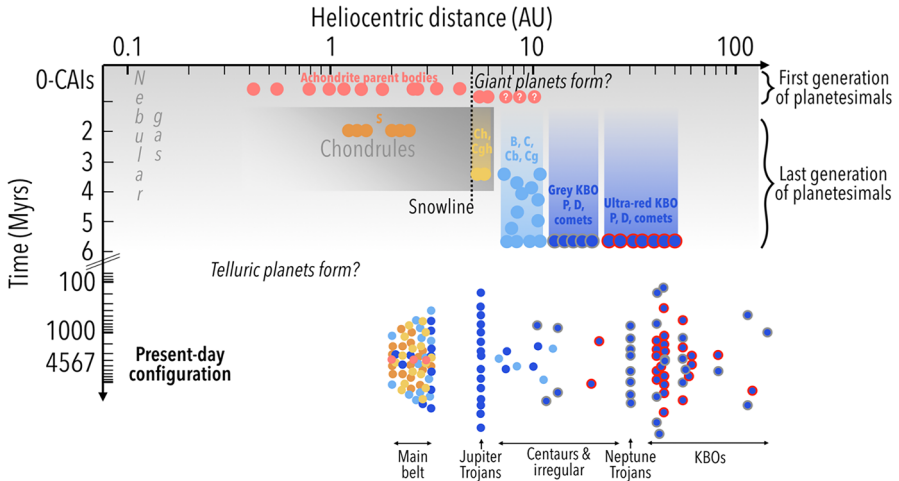 Heliocentric distance (AU)
0.1 1 10 100
0-CAIs
2
3
4
5
6
100
1000
4567
Time (Myrs)
Nebular
gas
Achondrite parent bodies
Giant planets form?
? ? ? ?
First generation
of planetesimals
S
Chondrules
Ch,
Cgh
B, C,
Cb, Cg
Snowline
Grey KBO
P, D,
comets
Ultra-red KBO
P, D, comets
Last generation
of planetesimals
Telluric planets form?
Present-day
configuration
Main
belt
Jupiter
Trojans
Centaurs &
irregular
Neptune
Trojans
KBOs